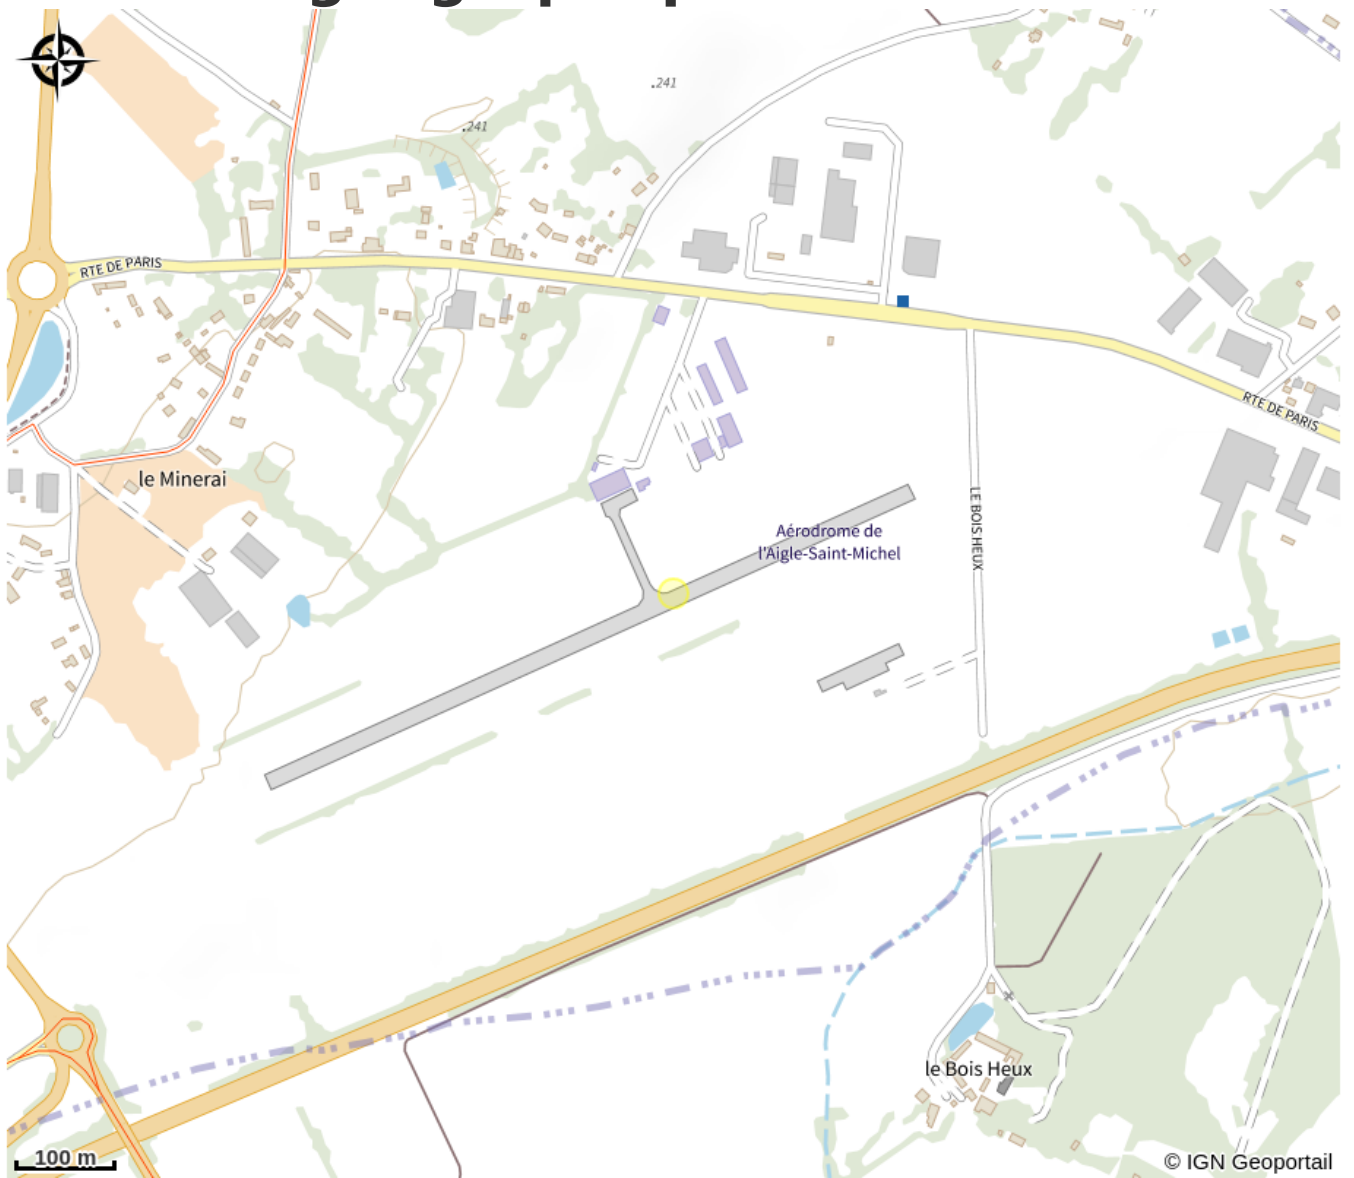 .241
.241
RTE DE PARIS
RTE DE PARIS
le Minerai
LE BOIS HEUX
Aérodrome de
l'Aigle-Saint-Michel
le Bois Heux
100 m
© IGN Geoportail